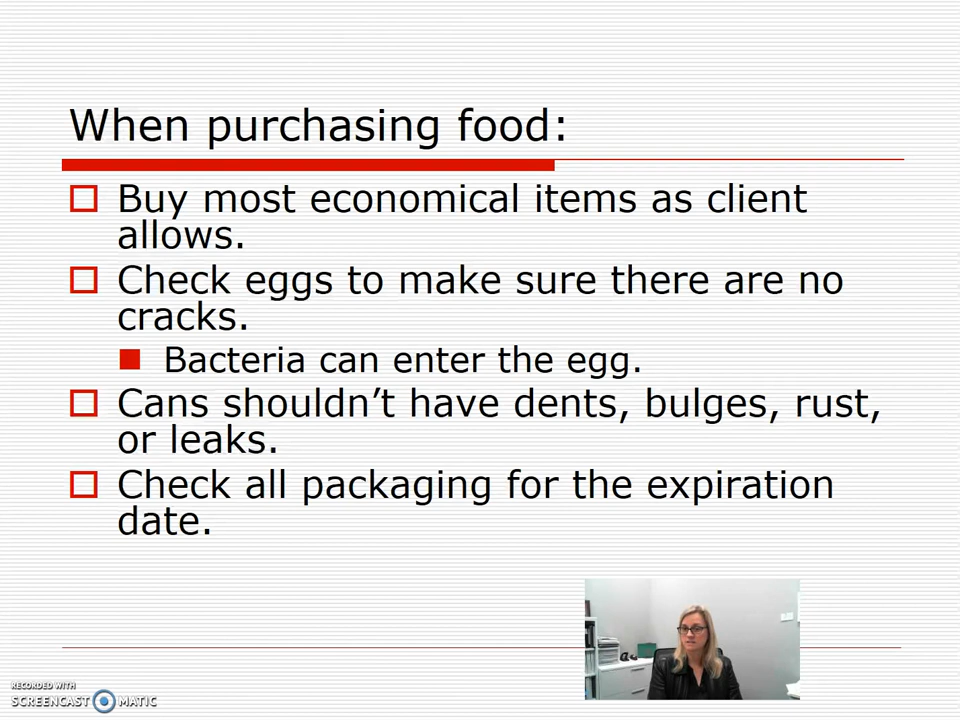 When purchasing food:
Buy most economical items as client
allows.
Check eggs to make sure there are no
cracks.
Bacteria can enter the egg.
Cans shouldn’t have dents, bulges, rust,
or leaks.
Check all packaging for the expiration
date.
RECORDED WITH
SCREENCAST MATIC